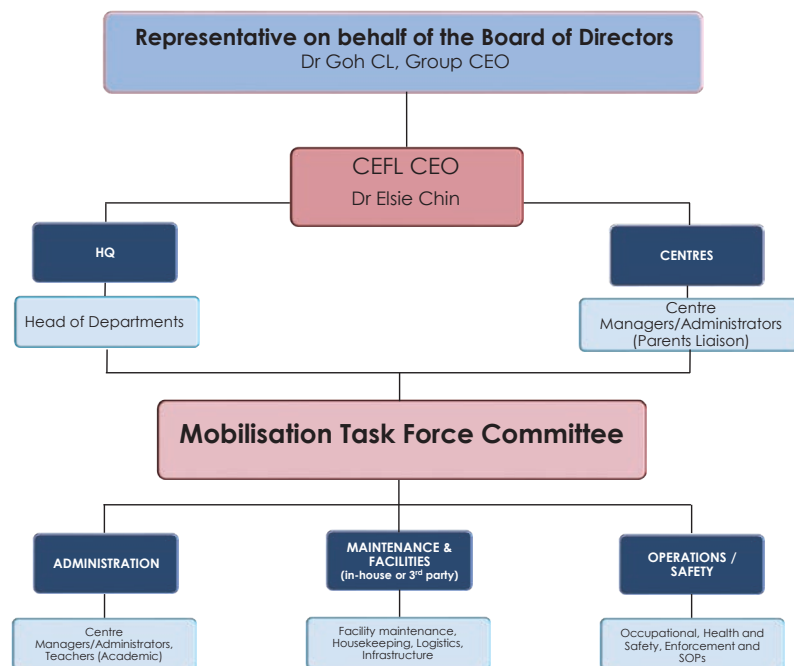 Representative on behalf of the Board of Directors
Dr Goh CL, Group CEO
CEFL CEO
Dr Elsie Chin
HQ
CENTRES
Head of Departments
Centre
Managers/Administrators
(Parents Liaison)
Mobilisation Task Force Committee
ADMINISTRATION
MAINTENANCE &
FACILITIES
(in-house or 3rd party)
OPERATIONS /
SAFETY
Centre
Managers/Administrators,
Teachers (Academic)
Facility maintenance,
Housekeeping, Logistics,
Infrastructure
Occupational, Health and
Safety, Enforcement and
SOPs